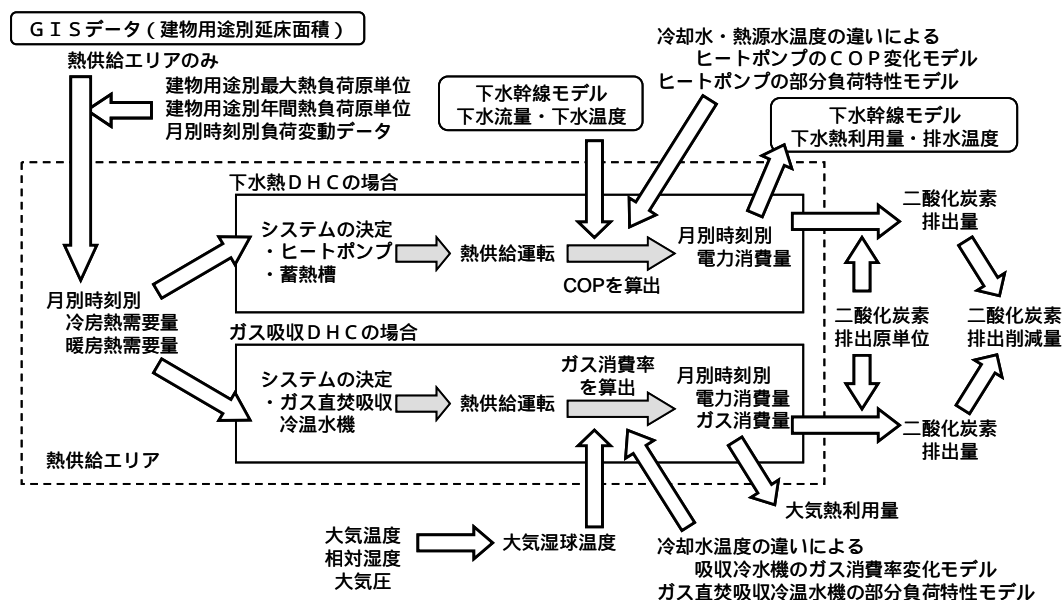 ＧＩＳデータ（建物用途別延床面積）
熱供給エリアのみ
建物用途別最大熱負荷原単位
建物用途別年間熱負荷原単位
月別時刻別負荷変動データ
下水幹線モデル
下水流量・下水温度
冷却水・熱源水温度の違いによる
ヒートポンプのＣＯＰ変化モデル
ヒートポンプの部分負荷特性モデル
下水幹線モデル
下水熱利用量・排水温度
下水熱ＤＨＣの場合
システムの決定
・ヒートポンプ
・蓄熱槽
熱供給運転
COPを算出
月別時刻別
電力消費量
二酸化炭素
排出量
月別時刻別
冷房熱需要量
暖房熱需要量
二酸化炭素
排出原単位
二酸化炭素
排出削減量
ガス吸収ＤＨＣの場合
システムの決定
・ガス直焚吸収
冷温水機
熱供給運転
ガス消費率
を算出
月別時刻別
電力消費量
ガス消費量
二酸化炭素
排出量
熱供給エリア
大気熱利用量
大気温度
相対湿度
大気圧
大気湿球温度
冷却水温度の違いによる
吸収冷水機のガス消費率変化モデル
ガス直焚吸収冷温水機の部分負荷特性モデル